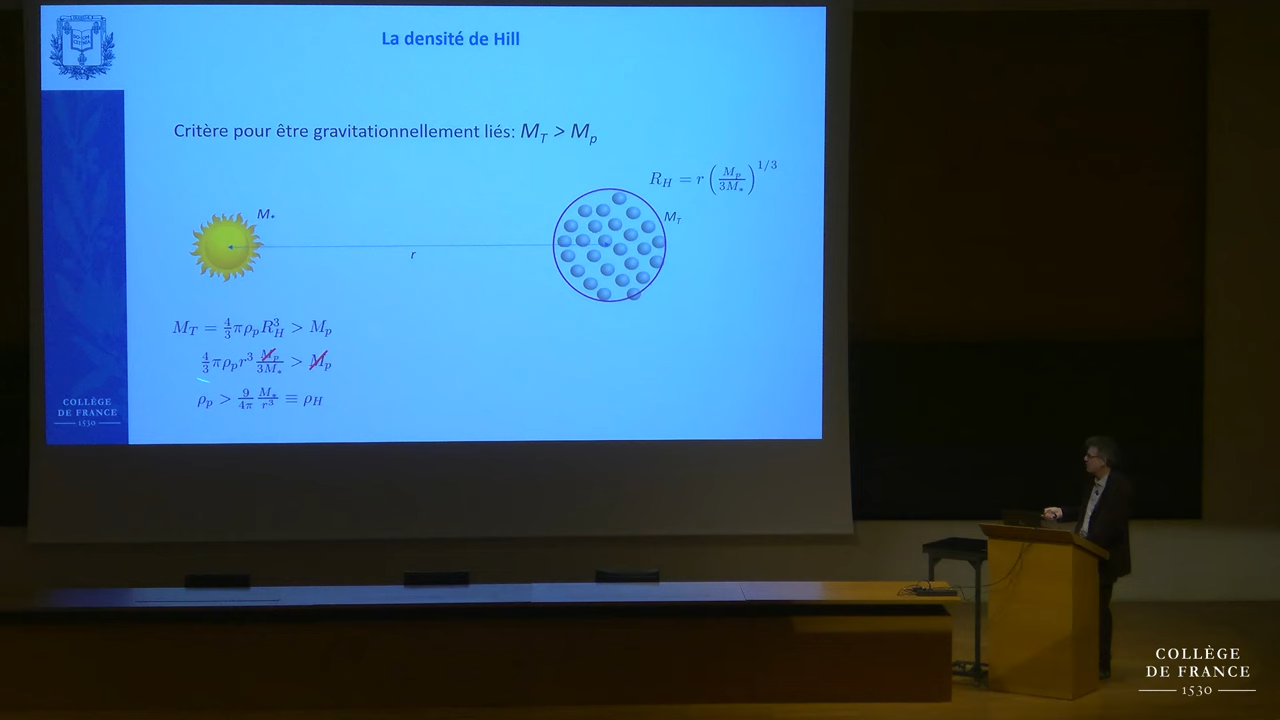 La densité de Hill
Critère pour être gravitationnellement liés: M_T > M_p
R_H = r (M_p / 3M_*)^{1/3}
M_*
M_T
r
M_T = 4/3 π ρ_p R_H^3 > M_p
4/3 π ρ_p r^3 M_p / 3M_* > M_p
ρ_p > 9/4π M_*/r^3 ≡ ρ_H
COLLÈGE
DE FRANCE
1530
COLLÈGE
DE FRANCE
1530